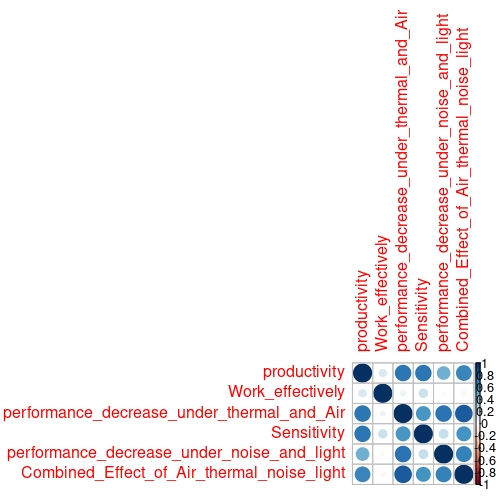 productivity
Work_effectively
performance_decrease_under_thermal_and_Air
Sensitivity
performance_decrease_under_noise_and_light
Combined_Effect_of_Air_thermal_noise_light
productivity
Work_effectively
performance_decrease_under_thermal_and_Air
Sensitivity
performance_decrease_under_noise_and_light
Combined_Effect_of_Air_thermal_noise_light
1
0.8
0.6
0.4
0.2
0
-0.2
-0.4
-0.6
-0.8
-1